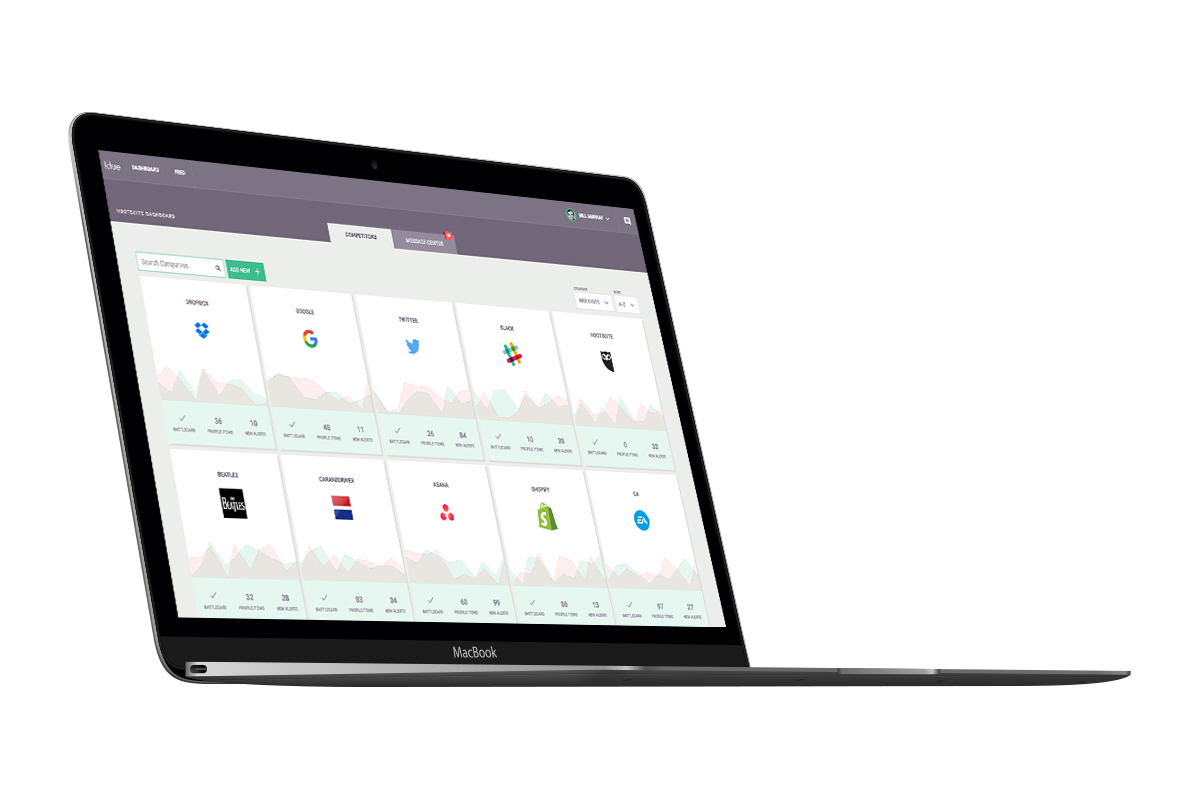 klue DASHBOARD FEED
BILL MURRAY
HOOTSUITE DASHBOARD
COMPETITORS MESSAGE CENTER
Search Companies ADD NEW +
COMPARE SORT
WEB EVENTS A-Z
DROPBOX GOOGLE TWITTER SLACK HOOTSUITE
36 10 48 11 26 84 10 39 0 32
BATTLECARD PROFILE ITEMS NEW ALERTS BATTLECARD PROFILE ITEMS NEW ALERTS BATTLECARD PROFILE ITEMS NEW ALERTS BATTLECARD PROFILE ITEMS NEW ALERTS BATTLECARD PROFILE ITEMS NEW ALERTS
BEATLES CARANDDRIVER ASANA SHOPIFY EA
THE BEATLES S EA
32 28 83 34 60 99 86 13 97 27
BATTLECARD PROFILE ITEMS NEW ALERTS BATTLECARD PROFILE ITEMS NEW ALERTS BATTLECARD PROFILE ITEMS NEW ALERTS BATTLECARD PROFILE ITEMS NEW ALERTS BATTLECARD PROFILE ITEMS NEW ALERTS
MacBook